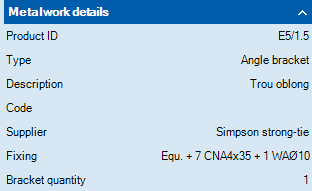 Metalwork details
Product ID E5/1.5
Type Angle bracket
Description Trou oblong
Code
Supplier Simpson strong-tie
Fixing Equ. + 7 CNA4x35 + 1 WAØ10
Bracket quantity 1